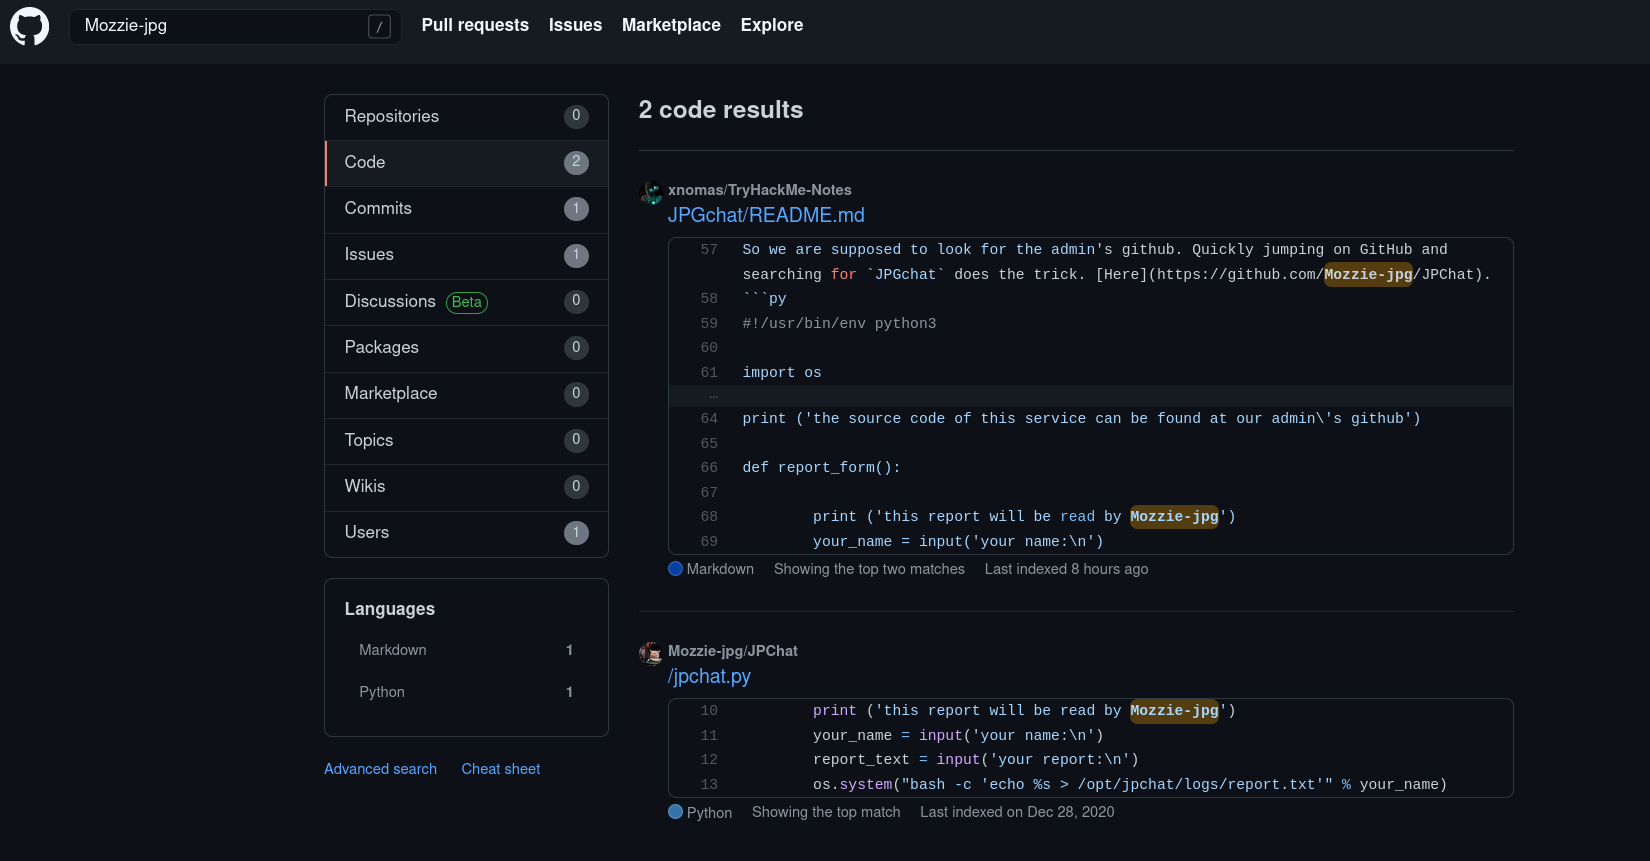 Mozzie-jpg
/
Pull requests Issues Marketplace Explore
Repositories 0
Code 2
Commits 1
Issues 1
Discussions Beta 0
Packages 0
Marketplace 0
Topics 0
Wikis 0
Users 1
Languages
Markdown 1
Python 1
Advanced search Cheat sheet
2 code results
xnomas/TryHackMe-Notes
JPGchat/README.md
57 So we are supposed to look for the admin's github. Quickly jumping on GitHub and
searching for `JPGchat` does the trick. [Here](https://github.com/Mozzie-jpg/JPChat).
58 ```py
59 #!/usr/bin/env python3
60
61 import os
…
64 print ('the source code of this service can be found at our admin\'s github')
65
66 def report_form():
67
68 print ('this report will be read by Mozzie-jpg')
69 your_name = input('your name:\n')
Markdown Showing the top two matches Last indexed 8 hours ago
Mozzie-jpg/JPChat
/jpchat.py
10 print ('this report will be read by Mozzie-jpg')
11 your_name = input('your name:\n')
12 report_text = input('your report:\n')
13 os.system("bash -c 'echo %s > /opt/jpchat/logs/report.txt'" % your_name)
Python Showing the top match Last indexed on Dec 28, 2020